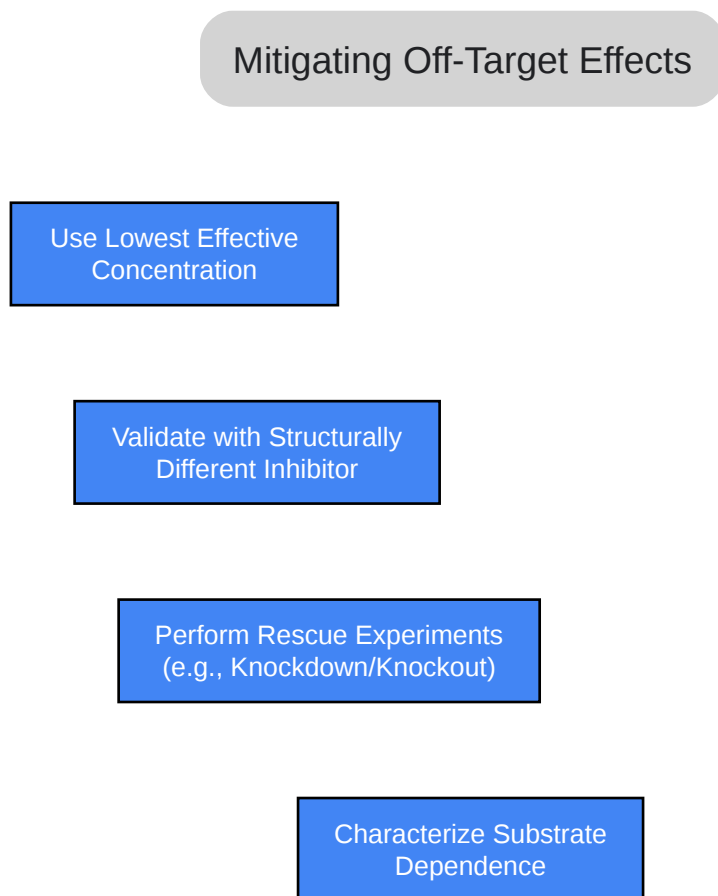 Mitigating Off-Target Effects
Use Lowest Effective
Concentration
Validate with Structurally
Different Inhibitor
Perform Rescue Experiments
(e.g., Knockdown/Knockout)
Characterize Substrate
Dependence